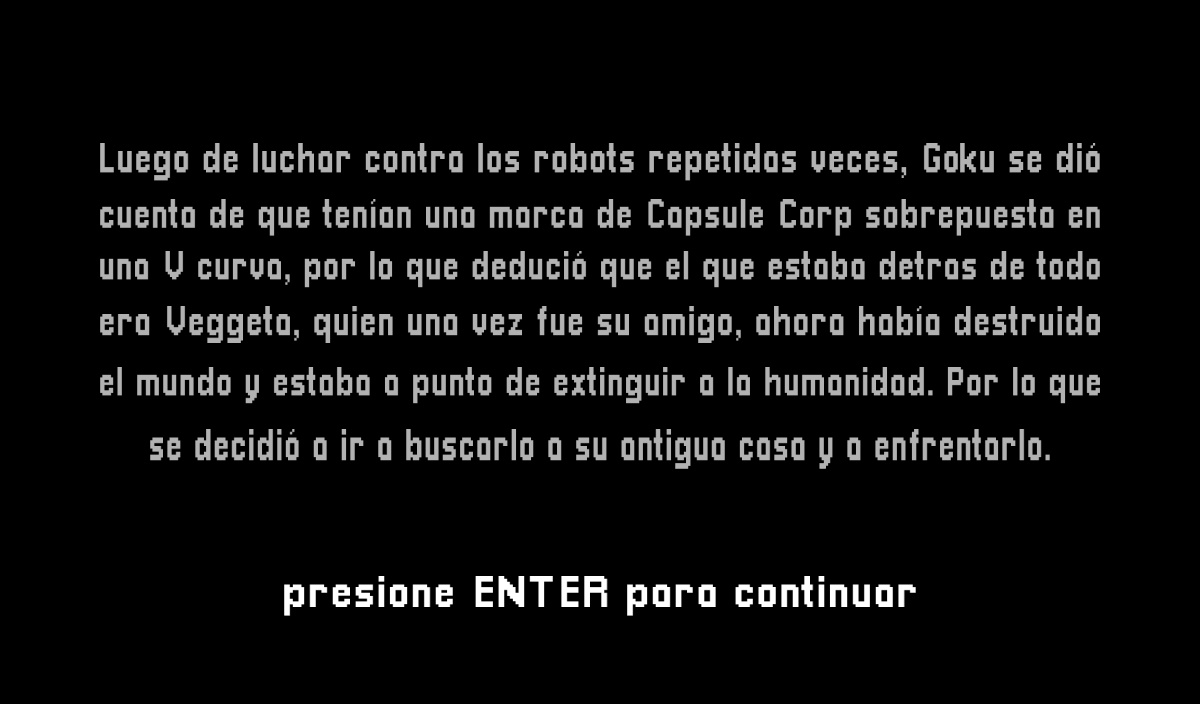 Luego de luchar contra los robots repetidas veces, Goku se dió
cuenta de que tenían una marca de Capsule Corp sobrepuesta en
una V curva, por lo que dedució que el que estaba detras de todo
era Veggeta, quien una vez fue su amigo, ahora había destruido
el mundo y estaba a punto de extinguir a la humanidad. Por lo que
se decidió a ir a buscarlo a su antigua casa y a enfrentarlo.
presione ENTER para continuar